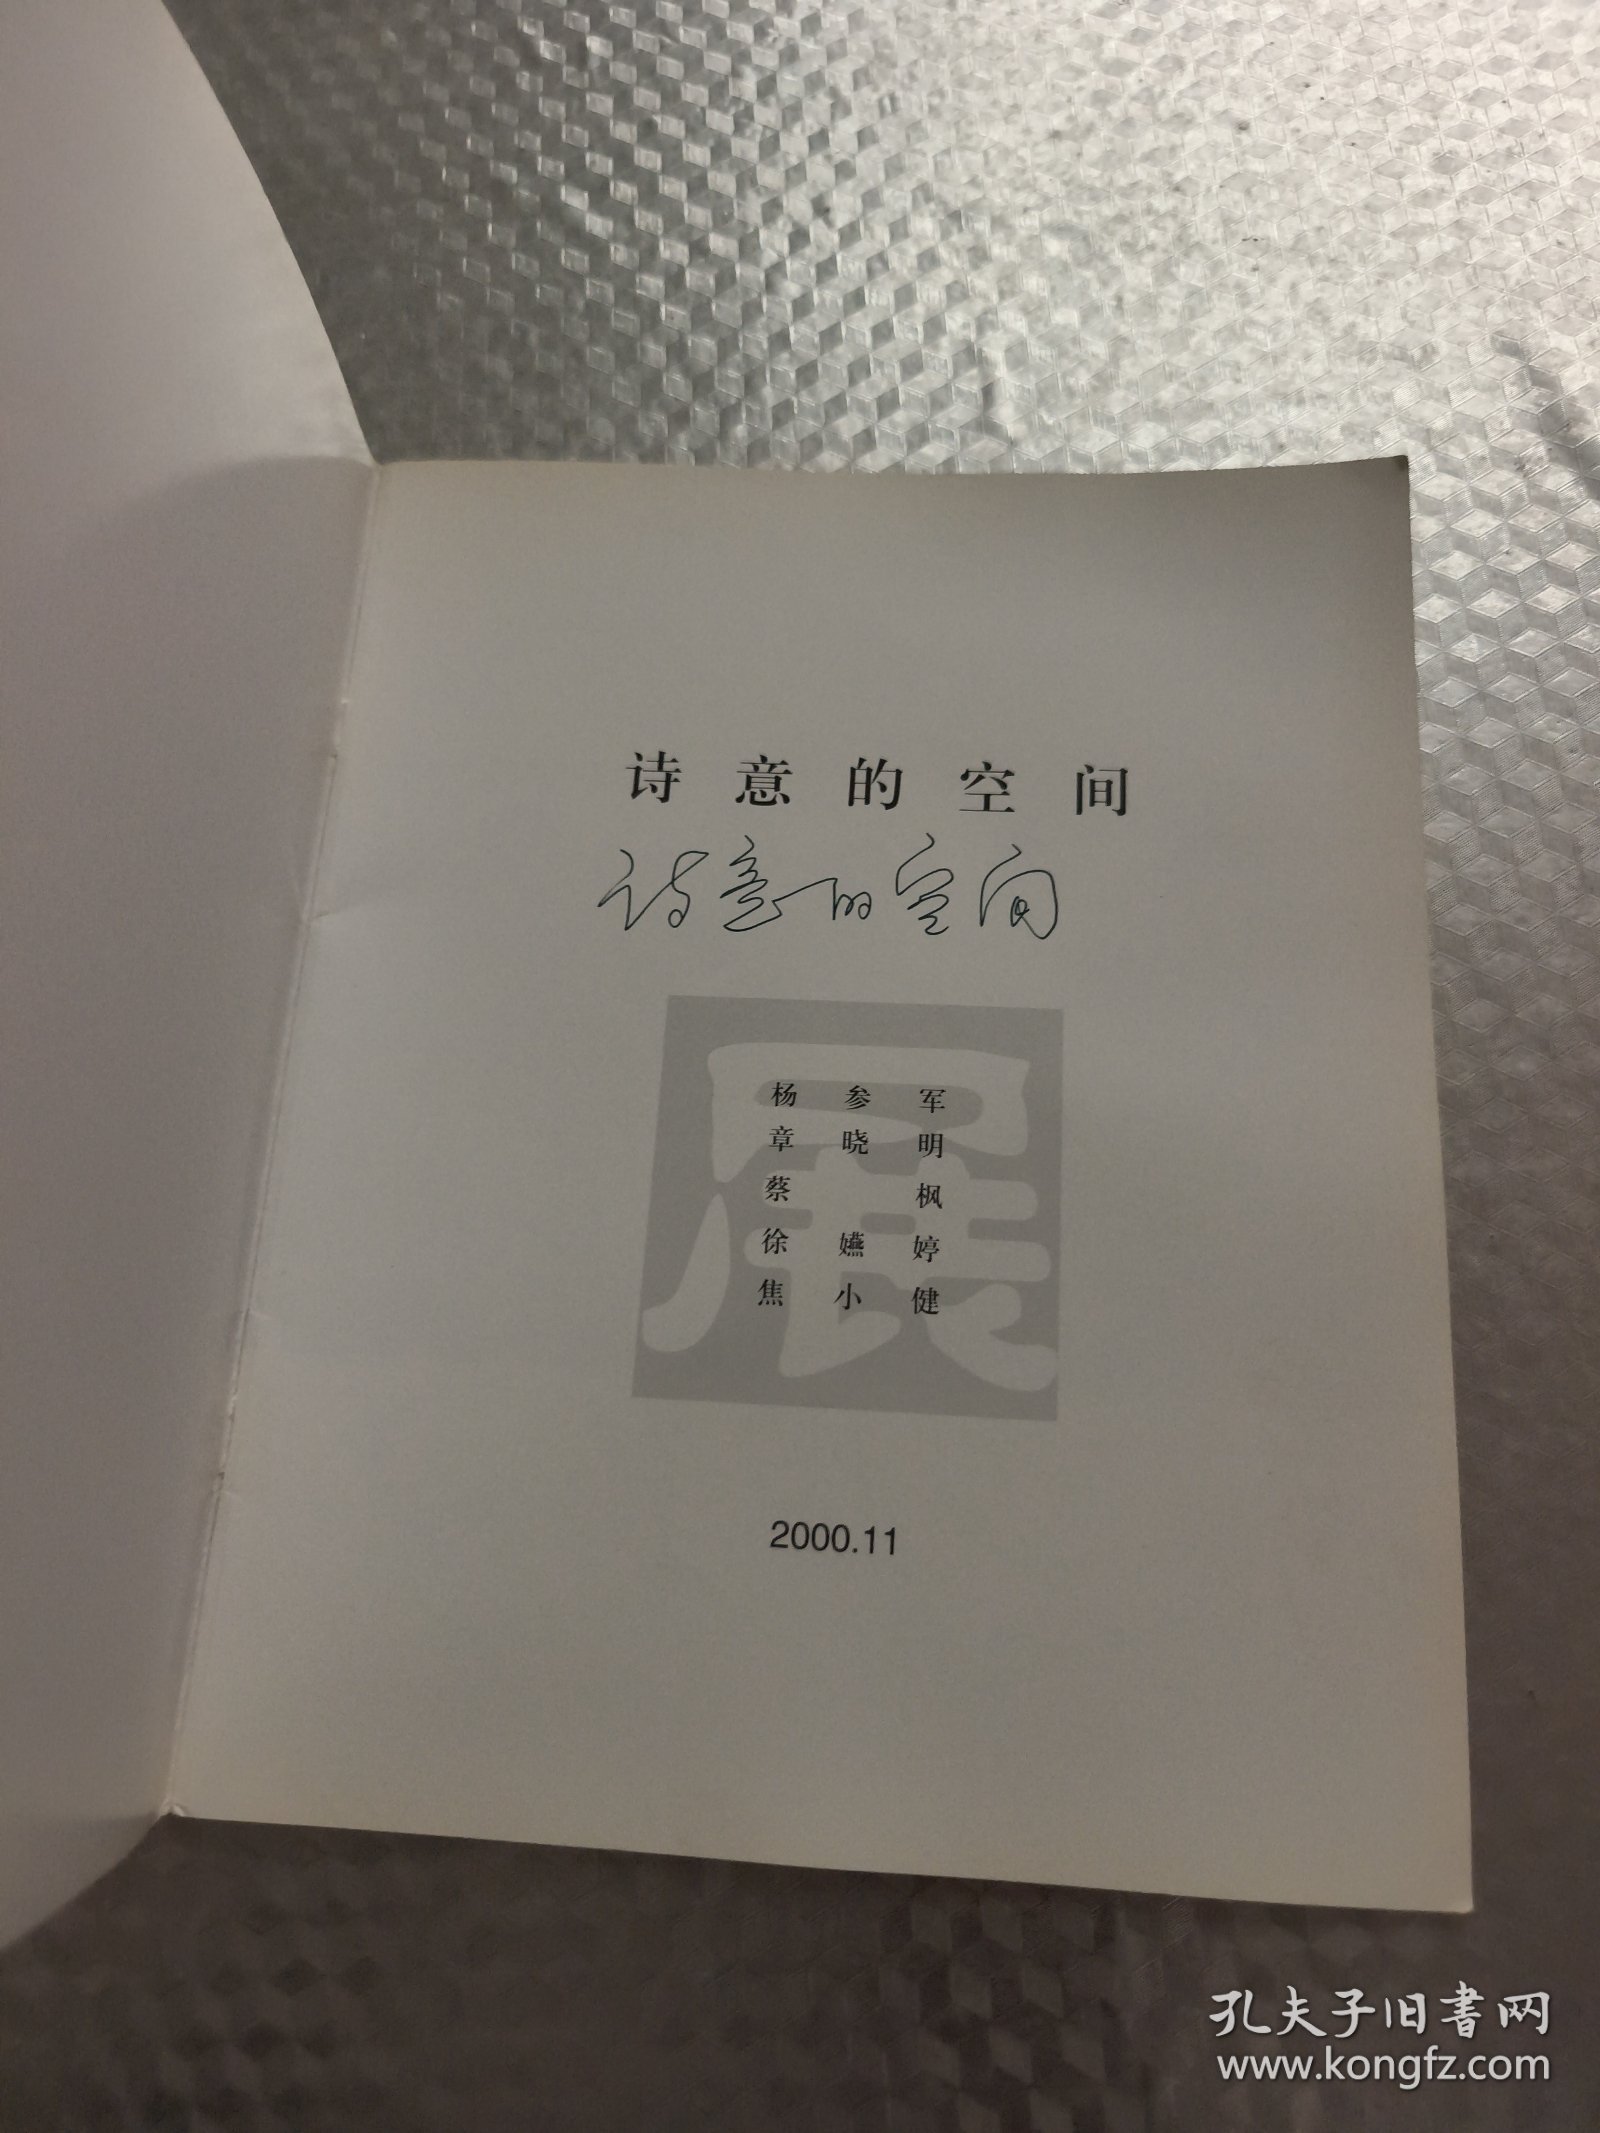 诗意的空间
诗意的空间
展
杨参军
章晓明
蔡枫
徐嬿婷
焦小健
2000.11
孔夫子旧书网
www.kongfz.com